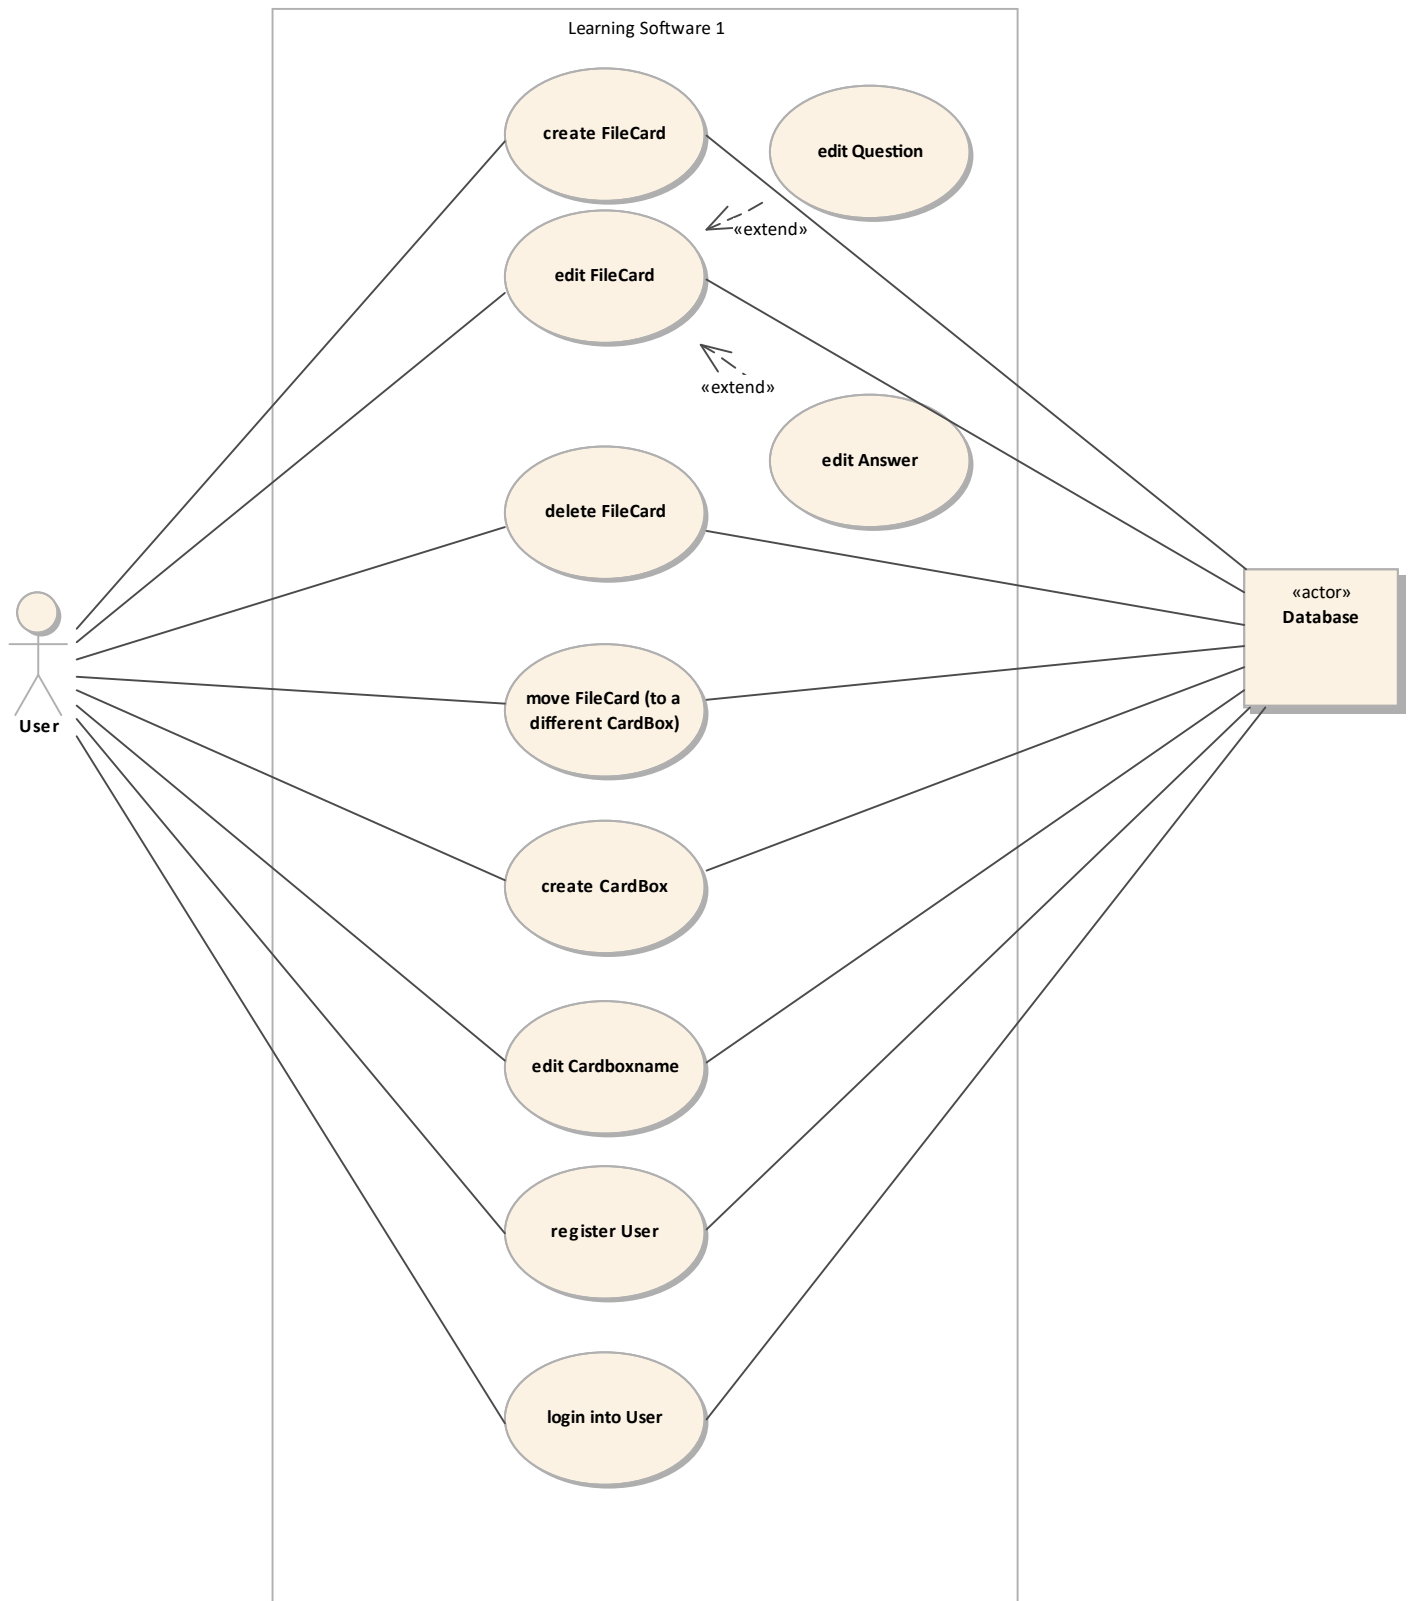 Learning Software 1
create FileCard
edit Question
«extend»
edit FileCard
«extend»
edit Answer
delete FileCard
«actor»
Database
User
move FileCard (to a
different CardBox)
create CardBox
edit Cardboxname
register User
login into User